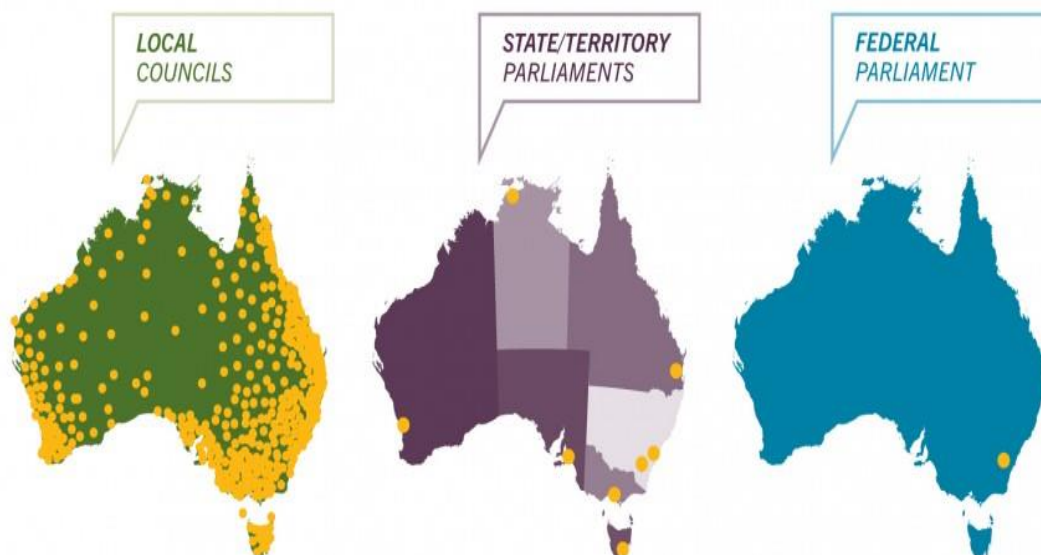 LOCAL
COUNCILS
STATE/TERRITORY
PARLIAMENTS
FEDERAL
PARLIAMENT